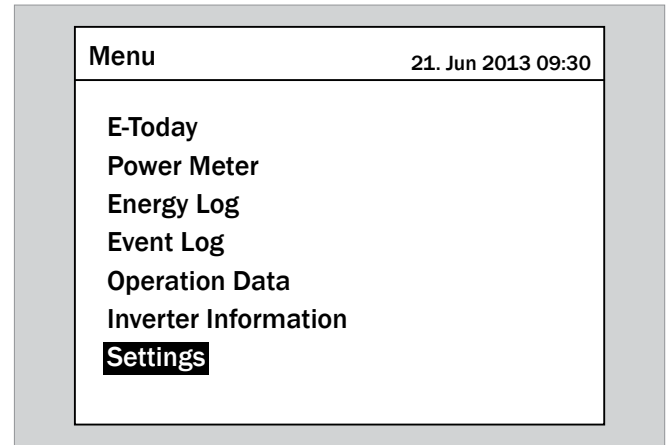 Menu 21. Jun 2013 09:30
E-Today
Power Meter
Energy Log
Event Log
Operation Data
Inverter Information
Settings